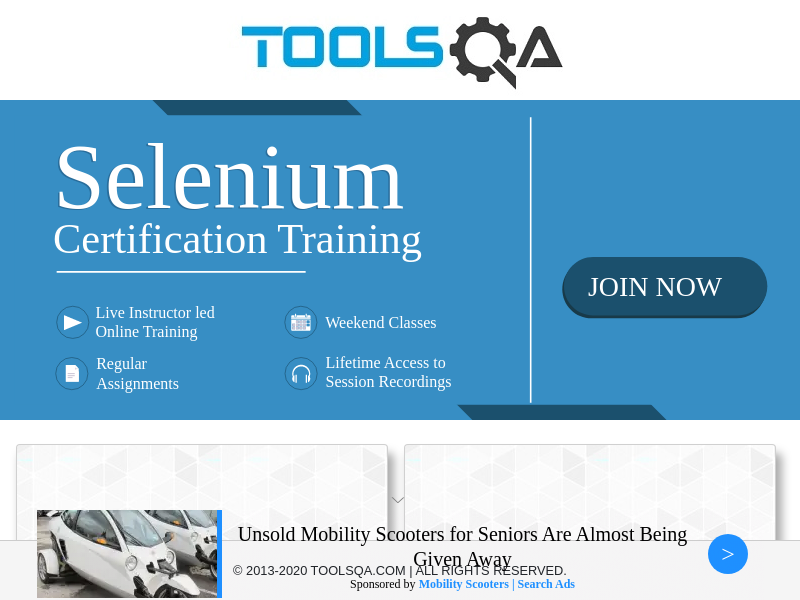 TOOLSQA
Selenium
Certification Training
JOIN NOW
Live Instructor led
Online Training
Weekend Classes
Regular
Assignments
Lifetime Access to
Session Recordings
Unsold Mobility Scooters for Seniors Are Almost Being
Given Away
>
© 2013-2020 TOOLSQA.COM | ALL RIGHTS RESERVED.
Sponsored by Mobility Scooters | Search Ads